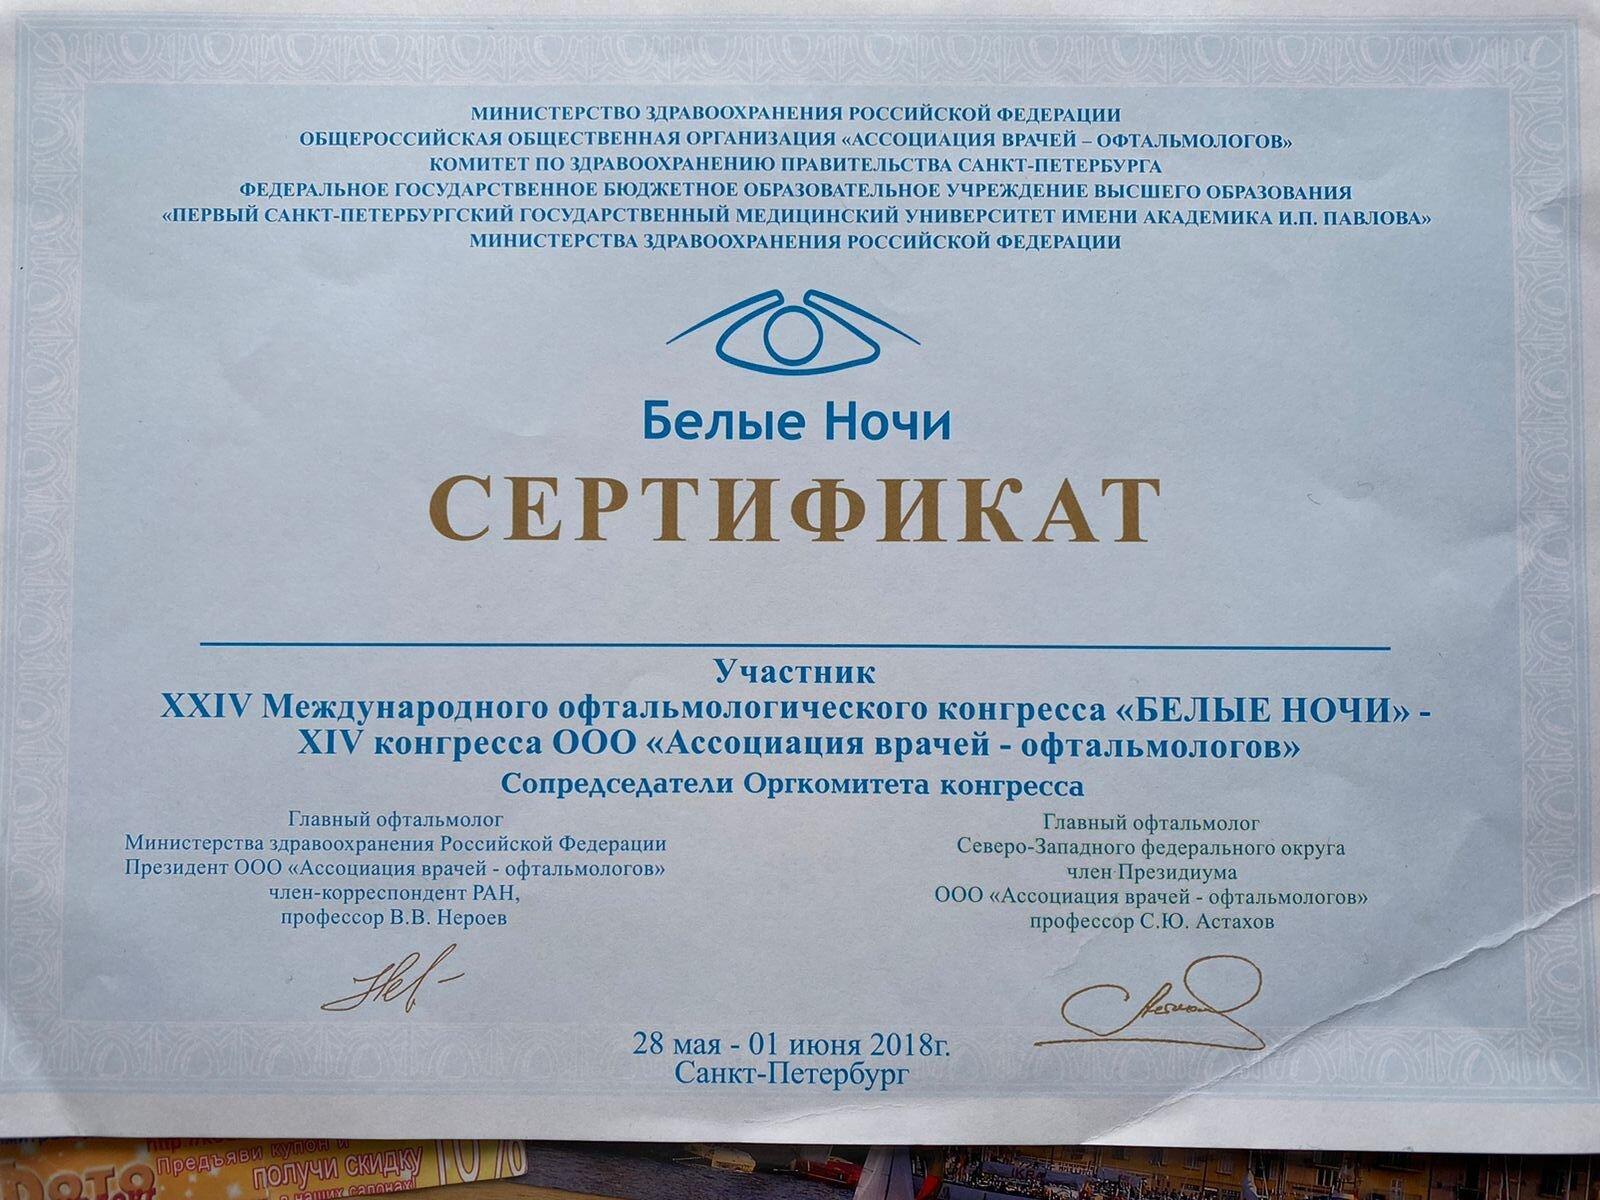 МИНИСТЕРСТВО ЗДРАВООХРАНЕНИЯ РОССИЙСКОЙ ФЕДЕРАЦИИ
ОБЩЕРОССИЙСКАЯ ОБЩЕСТВЕННАЯ ОРГАНИЗАЦИЯ «АССОЦИАЦИЯ ВРАЧЕЙ – ОФТАЛЬМОЛОГОВ»
КОМИТЕТ ПО ЗДРАВООХРАНЕНИЮ ПРАВИТЕЛЬСТВА САНКТ-ПЕТЕРБУРГА
ФЕДЕРАЛЬНОЕ ГОСУДАРСТВЕННОЕ БЮДЖЕТНОЕ ОБРАЗОВАТЕЛЬНОЕ УЧРЕЖДЕНИЕ ВЫСШЕГО ОБРАЗОВАНИЯ
«ПЕРВЫЙ САНКТ-ПЕТЕРБУРГСКИЙ ГОСУДАРСТВЕННЫЙ МЕДИЦИНСКИЙ УНИВЕРСИТЕТ ИМЕНИ АКАДЕМИКА И.П. ПАВЛОВА»
МИНИСТЕРСТВА ЗДРАВООХРАНЕНИЯ РОССИЙСКОЙ ФЕДЕРАЦИИ
Белые Ночи
СЕРТИФИКАТ
Участник
XXIV Международного офтальмологического конгресса «БЕЛЫЕ НОЧИ» -
XIV конгресса ООО «Ассоциация врачей - офтальмологов»
Сопредседатели Оргкомитета конгресса
Главный офтальмолог
Министерства здравоохранения Российской Федерации
Президент ООО «Ассоциация врачей - офтальмологов»
член-корреспондент РАН,
профессор В.В. Нероев
Главный офтальмолог
Северо-Западного федерального округа
член Президиума
ООО «Ассоциация врачей - офтальмологов»
профессор С.Ю. Астахов
28 мая - 01 июня 2018г.
Санкт-Петербург
Предъяви купон и
получи скидку 10%
в наших салонах!
фото